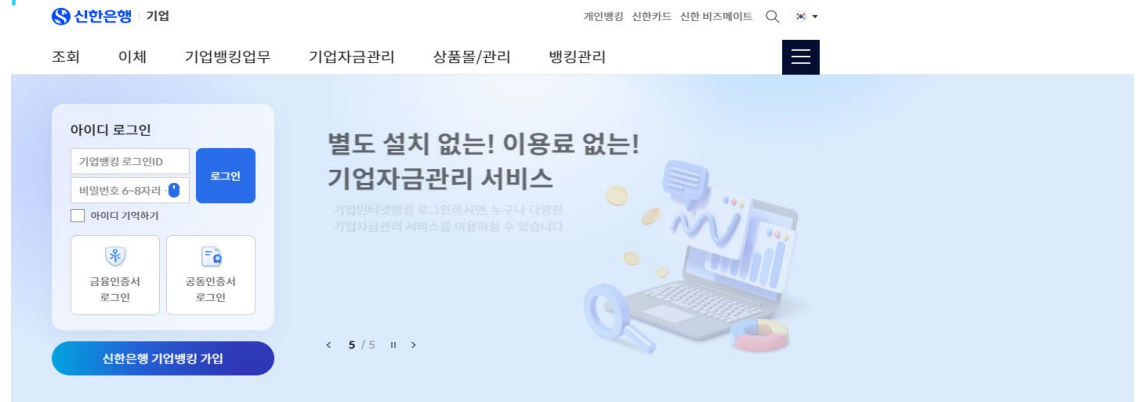 신한은행 기업
개인뱅킹 신한카드 신한 비즈메이트
조회 이체 기업뱅킹업무 기업자금관리 상품몰/관리 뱅킹관리
아이디 로그인
기업뱅킹 로그인ID
로그인
비밀번호 6~8자리
아이디 기억하기
금융인증서
로그인
공동인증서
로그인
신한은행 기업뱅킹 가입
별도 설치 없는! 이용료 없는!
기업자금관리 서비스
기업인터넷뱅킹 로그인하시면, 누구나 다양한
기업자금관리 서비스를 이용하실 수 있습니다
5 / 5